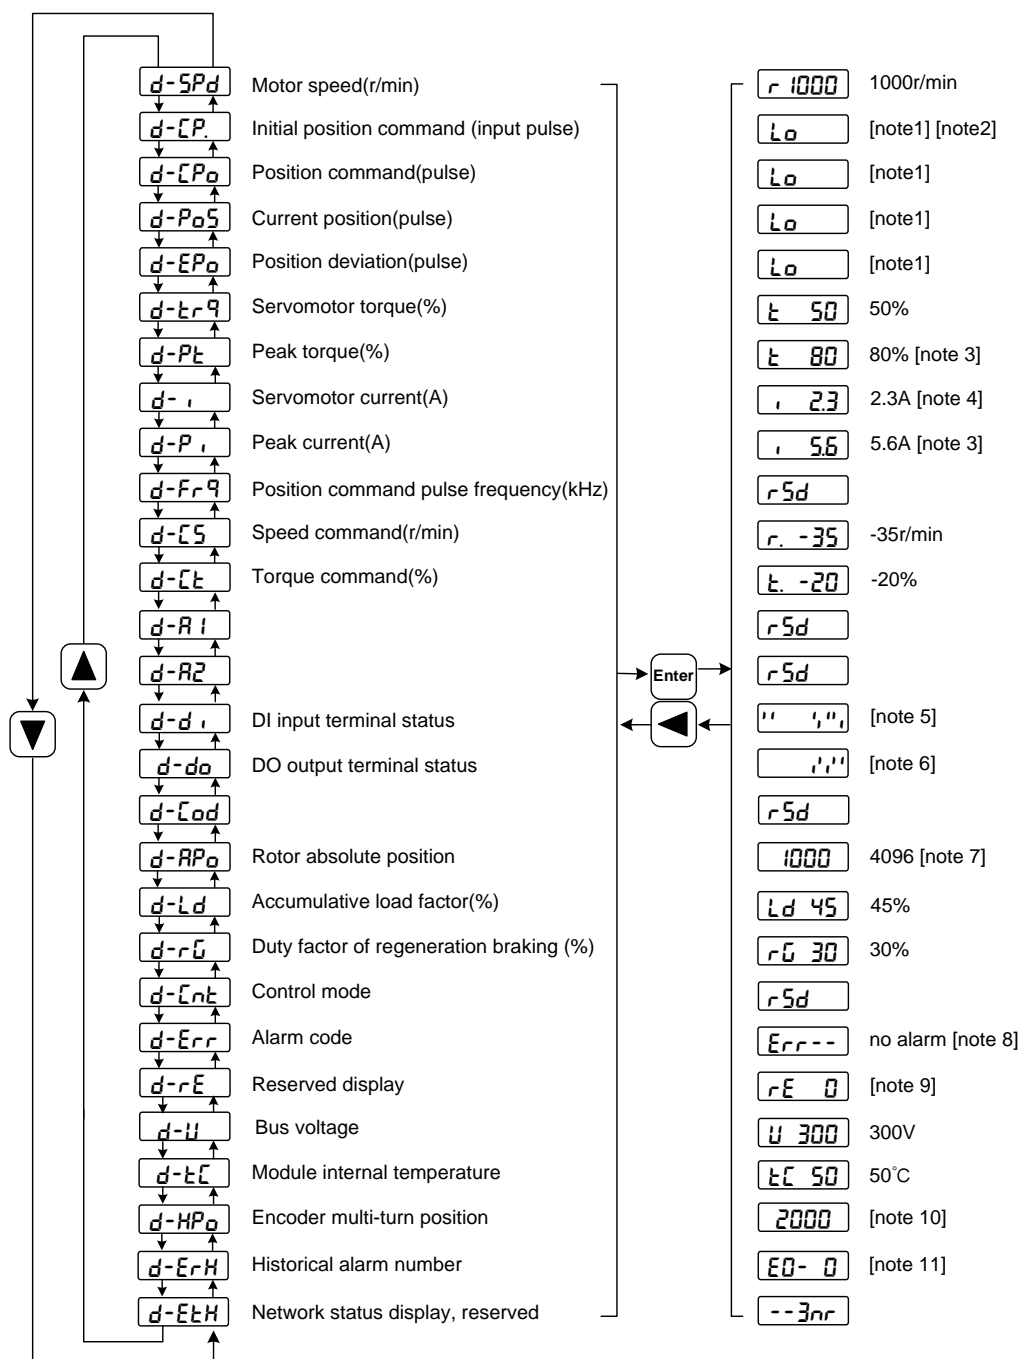 d-SPd Motor speed(r/min) r 1000 1000r/min
d-CP. Initial position command (input pulse) Lo [note1] [note2]
d-CPo Position command(pulse) Lo [note1]
d-PoS Current position(pulse) Lo [note1]
d-EPo Position deviation(pulse) Lo [note1]
d-trq Servomotor torque(%) t 50 50%
d-Pt Peak torque(%) t 80 80% [note 3]
d-i Servomotor current(A) i 2.3 2.3A [note 4]
d-Pi Peak current(A) i 5.6 5.6A [note 3]
d-Frq Position command pulse frequency(kHz) rSd
d-CS Speed command(r/min) r. -35 -35r/min
d-Ct Torque command(%) t. -20 -20%
d-A1 rSd
d-A2 Enter rSd
d-di DI input terminal status [note 5]
d-do DO output terminal status [note 6]
d-Cod rSd
d-APo Rotor absolute position 1000 4096 [note 7]
d-Ld Accumulative load factor(%) Ld 45 45%
d-rG Duty factor of regeneration braking (%) rG 30 30%
d-Cnt Control mode rSd
d-Err Alarm code Err-- no alarm [note 8]
d-rE Reserved display rE 0 [note 9]
d-U Bus voltage U 300 300V
d-tC Module internal temperature tC 50 50℃
d-HPo Encoder multi-turn position 2000 [note 10]
d-ErH Historical alarm number E0- 0 [note 11]
d-EtH Network status display, reserved --3nr